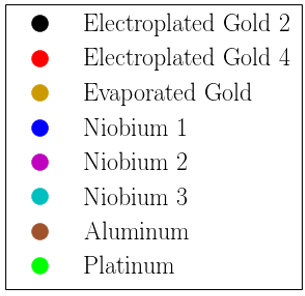 Electroplated Gold 2
Electroplated Gold 4
Evaporated Gold
Niobium 1
Niobium 2
Niobium 3
Aluminum
Platinum